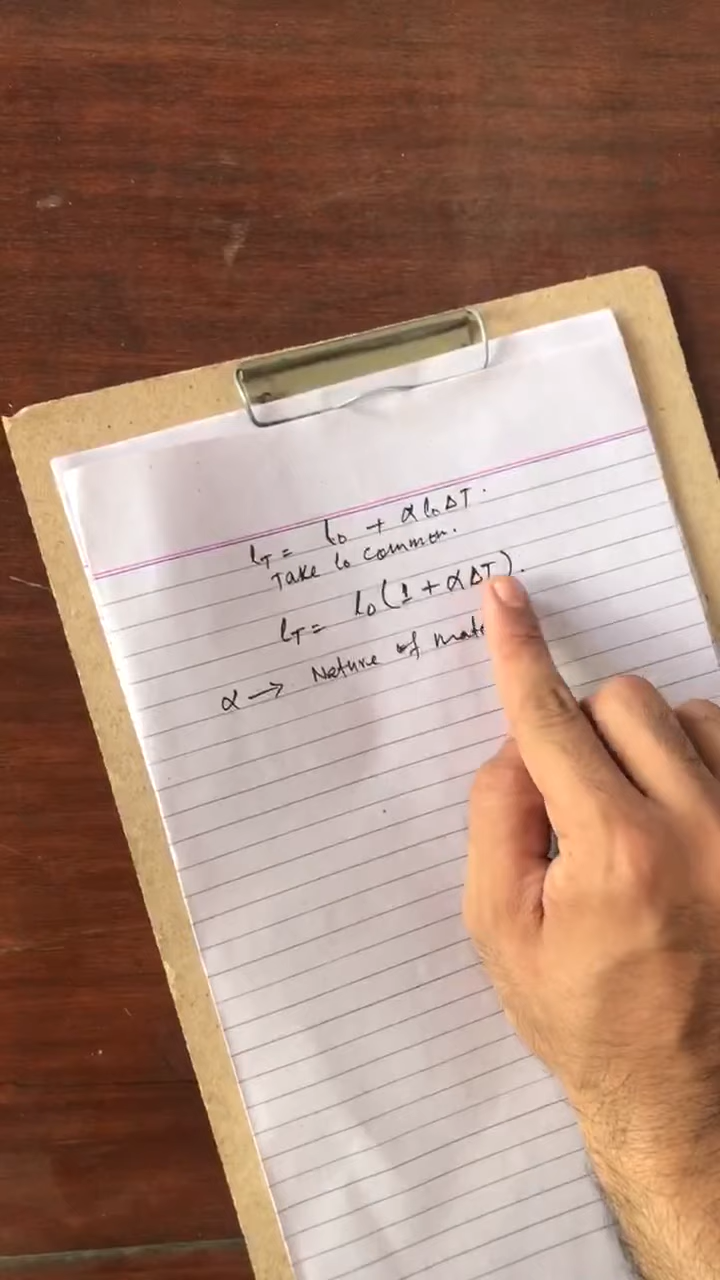 lT = l0 + αl0ΔT.
Take l0 common.
lT = l0(1 + αΔT).
α → Nature of